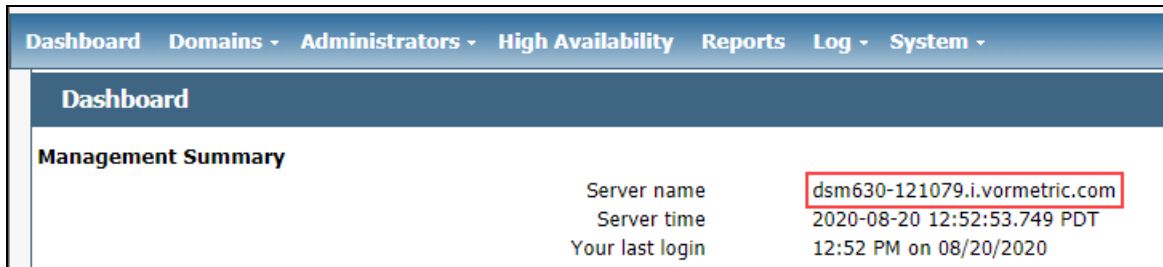 Dashboard Domains Administrators High Availability Reports Log System
Dashboard
Management Summary
Server name dsm630-121079.i.vormetric.com
Server time 2020-08-20 12:52:53.749 PDT
Your last login 12:52 PM on 08/20/2020